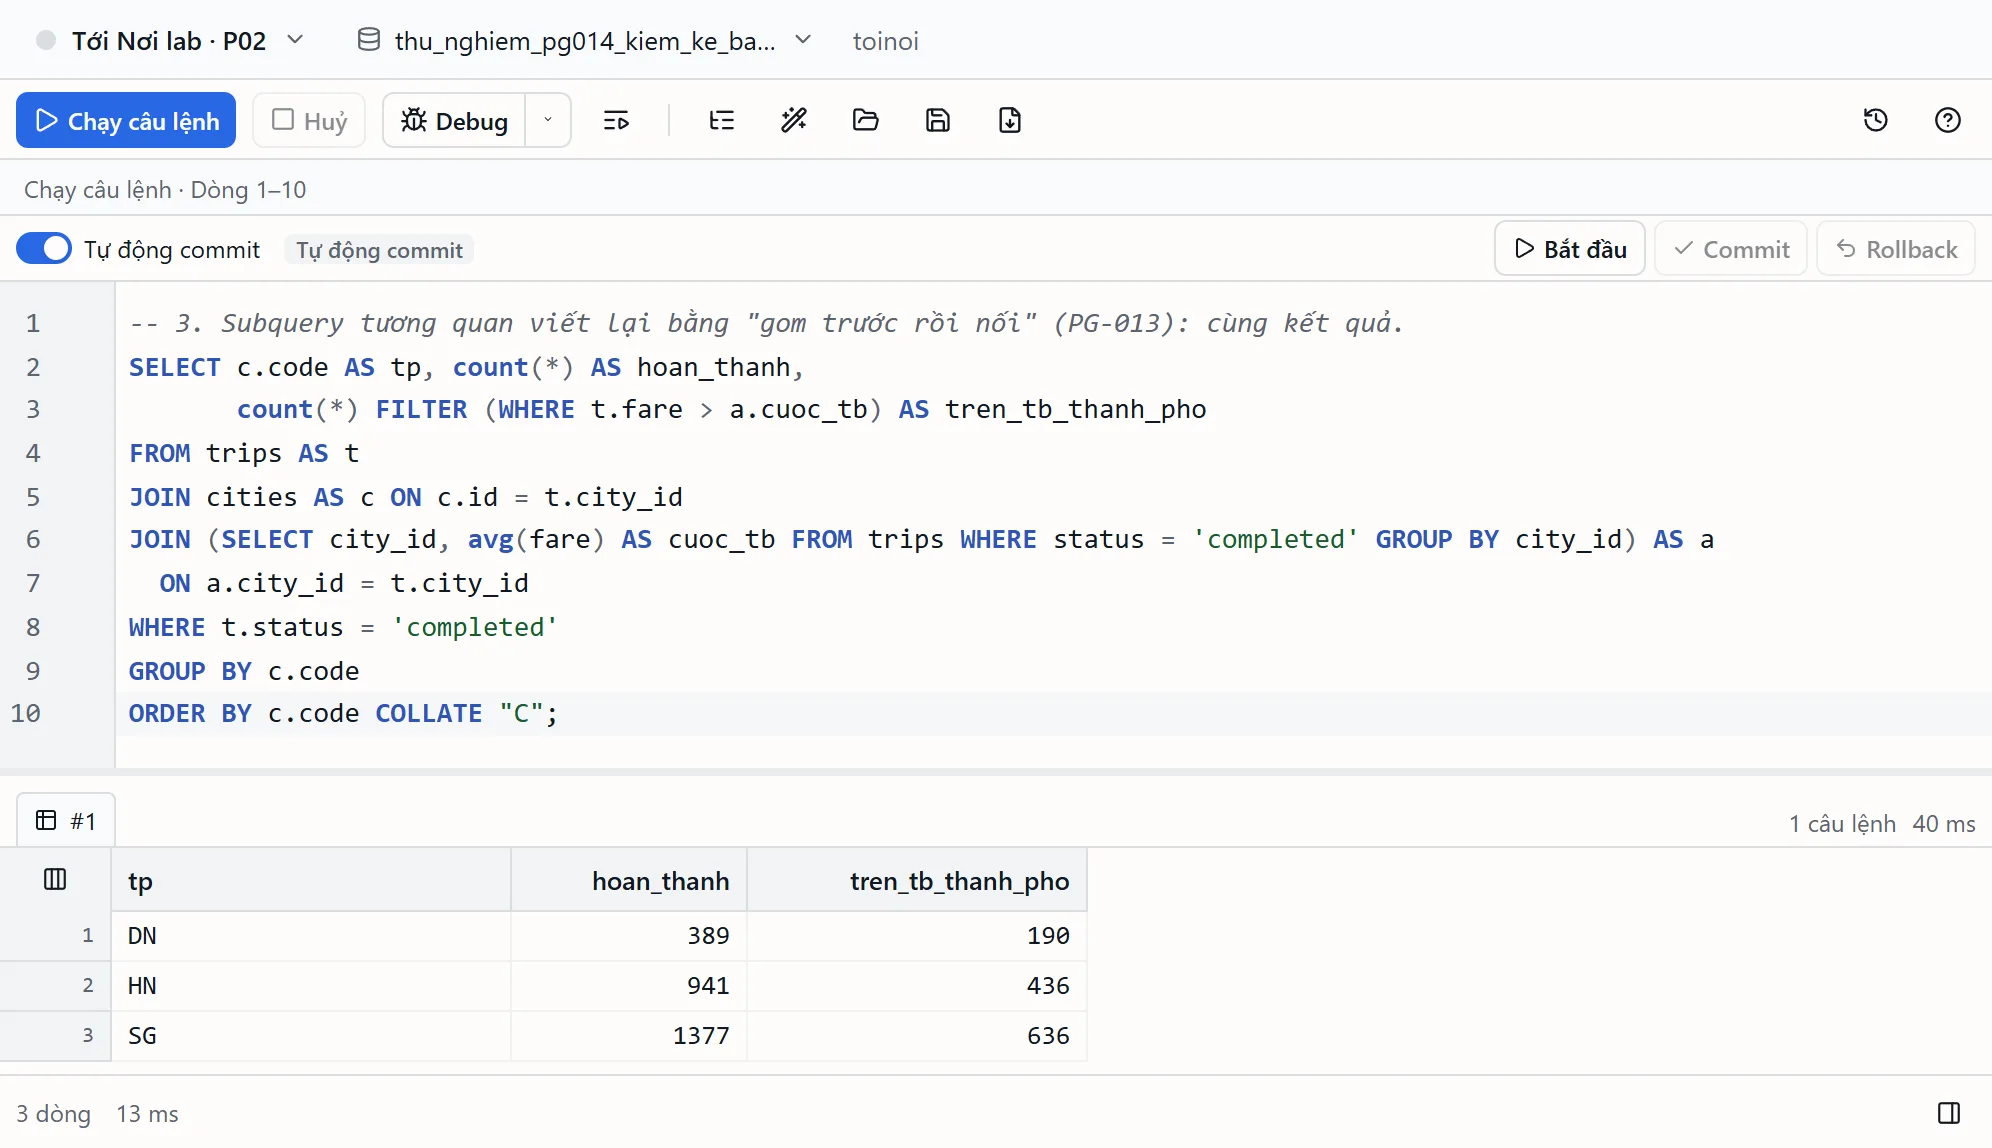 Tới Nơi lab · P02 thu_nghiem_pg014_kiem_ke_ba... toinoi
Chạy câu lệnh Huỷ Debug
Chạy câu lệnh · Dòng 1–10
Tự động commit Tự động commit Bắt đầu Commit Rollback
1 -- 3. Subquery tương quan viết lại bằng "gom trước rồi nối" (PG-013): cùng kết quả.
2 SELECT c.code AS tp, count(*) AS hoan_thanh,
3 count(*) FILTER (WHERE t.fare > a.cuoc_tb) AS tren_tb_thanh_pho
4 FROM trips AS t
5 JOIN cities AS c ON c.id = t.city_id
6 JOIN (SELECT city_id, avg(fare) AS cuoc_tb FROM trips WHERE status = 'completed' GROUP BY city_id) AS a
7 ON a.city_id = t.city_id
8 WHERE t.status = 'completed'
9 GROUP BY c.code
10 ORDER BY c.code COLLATE "C";
#1 1 câu lệnh 40 ms
tp hoan_thanh tren_tb_thanh_pho
1 DN 389 190
2 HN 941 436
3 SG 1377 636
3 dòng 13 ms